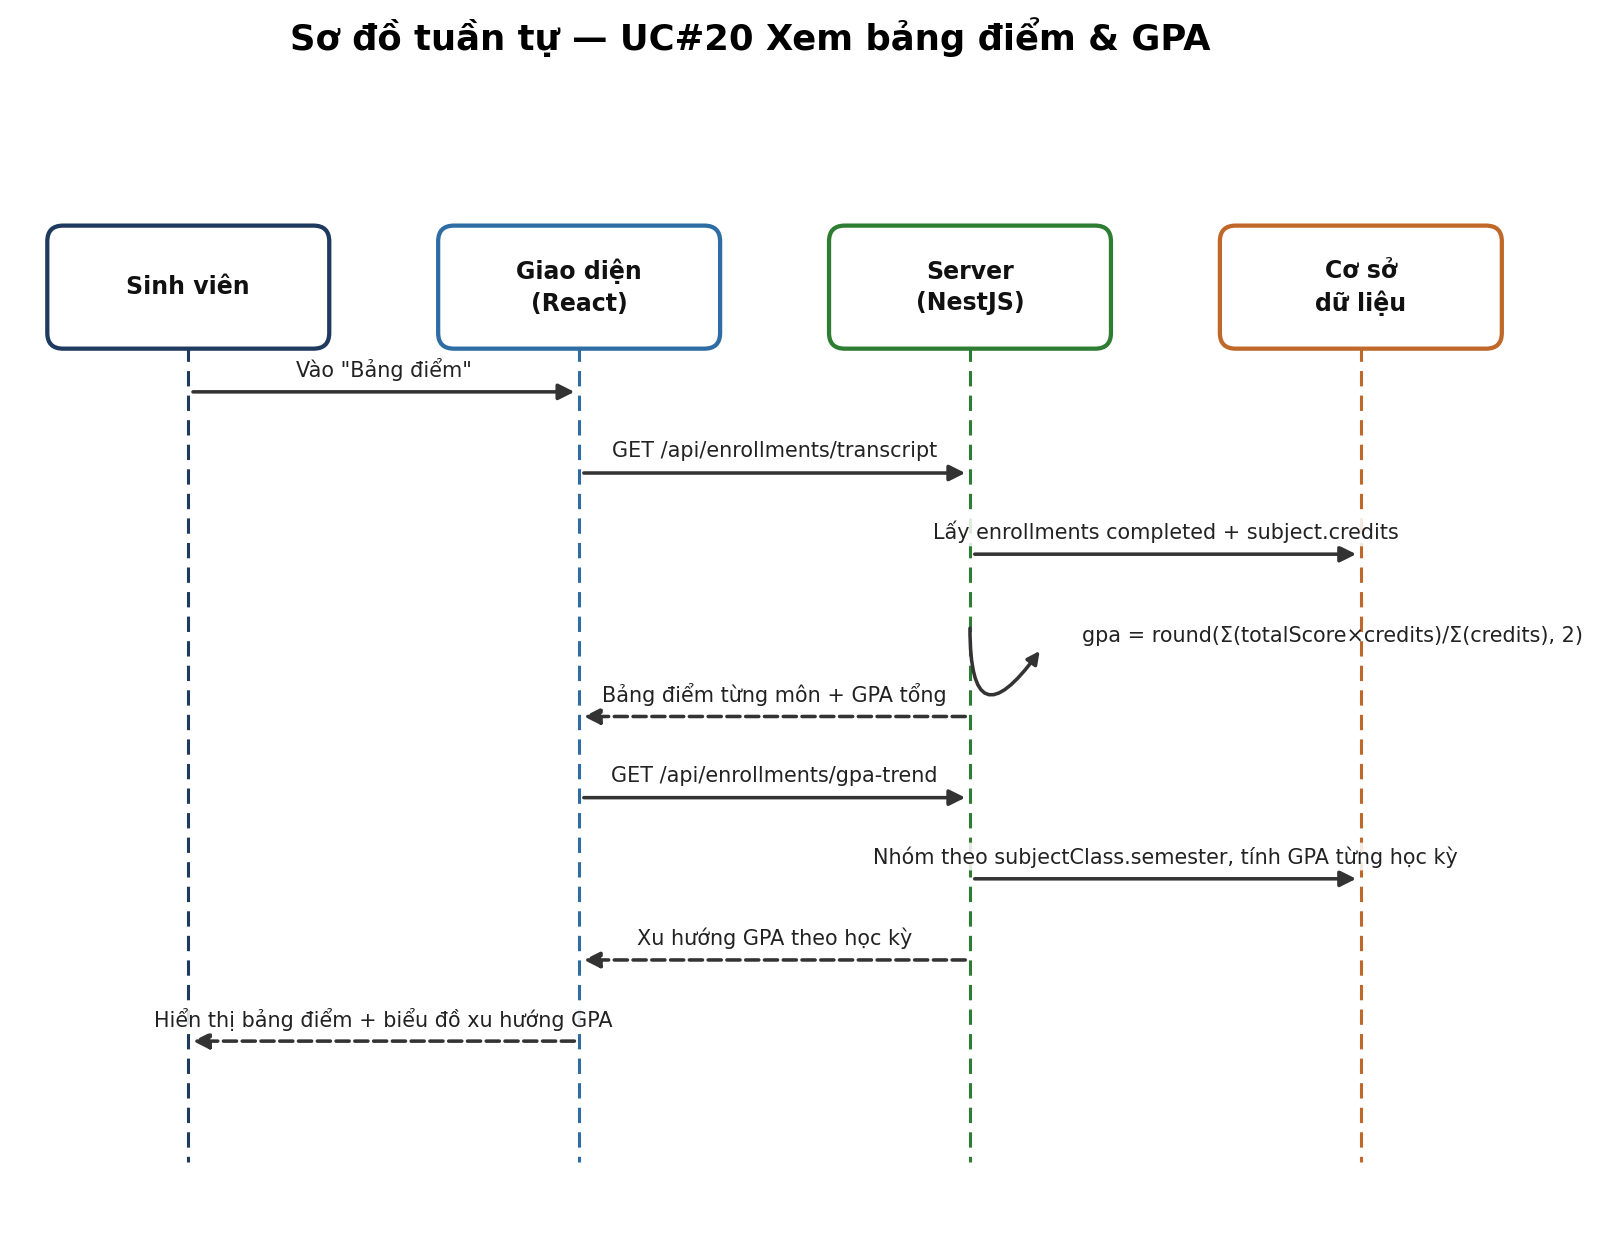 Sơ đồ tuần tự — UC#20 Xem bảng điểm & GPA
Sinh viên
Giao diện
(React)
Server
(NestJS)
Cơ sở
dữ liệu
Vào "Bảng điểm"
GET /api/enrollments/transcript
Lấy enrollments completed + subject.credits
gpa = round(Σ(totalScore×credits)/Σ(credits), 2)
Bảng điểm từng môn + GPA tổng
GET /api/enrollments/gpa-trend
Nhóm theo subjectClass.semester, tính GPA từng học kỳ
Xu hướng GPA theo học kỳ
Hiển thị bảng điểm + biểu đồ xu hướng GPA